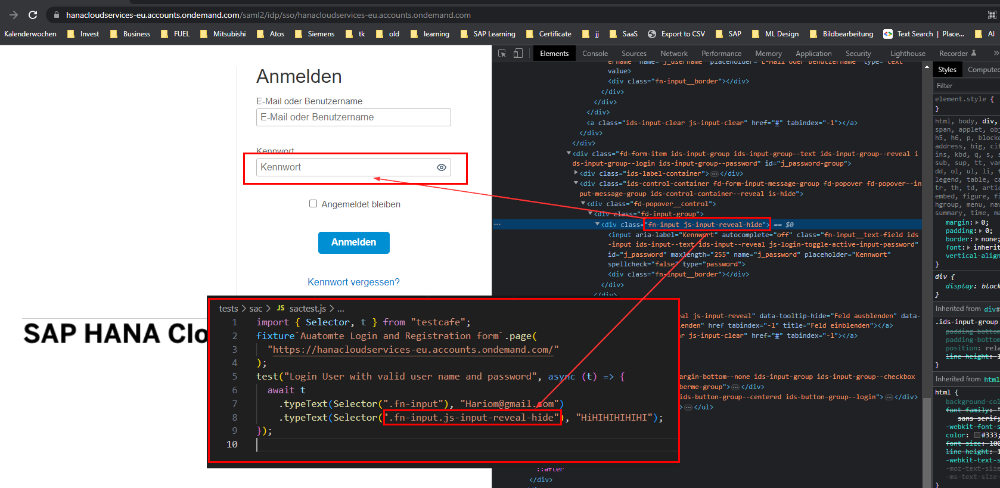 hanacloudservices-eu.accounts.ondemand.com/saml2/idp/sso/hanacloudservices-eu.accounts.ondemand.com
Kalenderwochen Invest Business FUEL Mitsubishi Atos Siemens tk old learning SAP Learning Certificate jj SaaS Export to CSV SAP ML Design Bildbearbeitung Text Search | Place... AI
Anmelden
E-Mail oder Benutzername
E-Mail oder Benutzername
Kennwort
Kennwort
Angemeldet bleiben
Anmelden
Kennwort vergessen?
SAP HANA Clo
Elements Console Sources Network Performance Memory Application Security Lighthouse Recorder »
ername" name="j_username" placeholder="E-Mail oder Benutzername" type="text"
value>
<div class="fn-input__border"></div>
</div>
</div>
</div>
<a class="ids-input-clear js-input-clear" href="#" tabindex="-1"></a>
</div>
</div>
<div class="fd-form-item ids-input-group ids-input-group--text ids-input-group--reveal i
ds-input-group--login ids-input-group--password" id="j_password-group">
<div class="ids-label-container">…</div>
<div class="ids-control-container fd-form-input-message-group fd-popover fd-popover--in
put-message-group ids-control-container--reveal is-hide">
<div class="fd-popover__control">
<div class="fd-input-group">
<div class="fn-input js-input-reveal-hide"> == $0
<input aria-label="Kennwort" autocomplete="off" class="fn-input__text-field ids
-input ids-input--text ids-input--reveal js-login-toggle-active-input-password"
id="j_password" maxlength="255" name="j_password" placeholder="Kennwort"
spellcheck="false" type="password">
<div class="fn-input__border"></div>
</div>
</div>
al js-input-reveal" data-tooltip-hide="Feld ausblenden" data-
lenden" href tabindex="-1" title="Feld einblenden"></a>
ar js-input-clear" href="#" tabindex="-1"></a>
argin-bottom--none ids-input-group ids-input-group--checkbox
berme-group">…</div>
ids-button-group--centered ids-button-group--login">…</div>
>…</ul>
::after
</div>
tests > sac > JS sactest.js > ...
1 import { Selector, t } from "testcafe";
2 fixture`Auatomte Login and Registration form`.page(
3 "https://hanacloudservices-eu.accounts.ondemand.com/"
4 );
5 test("Login User with valid user name and password", async (t) => {
6 await t
7 .typeText(Selector(".fn-input"), "Hariom@gmail.com")
8 .typeText(Selector(".fn-input.js-input-reveal-hide"), "HiHIHIHIHIHI");
9 });
10
Styles Computed
Filter
element.style {
}
html, body, div,
span, applet, obj
h5, h6, p, blocko
address, big, cit
ins, kbd, q, s, s
sub, sup, tt, var
dd, ol, ul, li, f
legend, table, ca
tr, th, td, artic
embed, figure, fi
hgroup, menu, nav
summary, time, ma
margin: 0;
padding: 0;
border: none;
font: inherit
vertical-align
}
div {
display: block
}
Inherited from div#
.ids-input-group
padding-bottom
padding-bottom
position: rela
line-height: 1
}
Inherited from html
html {
background-col
font-family: "
sans-serif;
-webkit-font-s
color: #333;
font-size: 100
line-height: 1
-webkit-text-s
-moz-text-size
-ms-text-size-
}